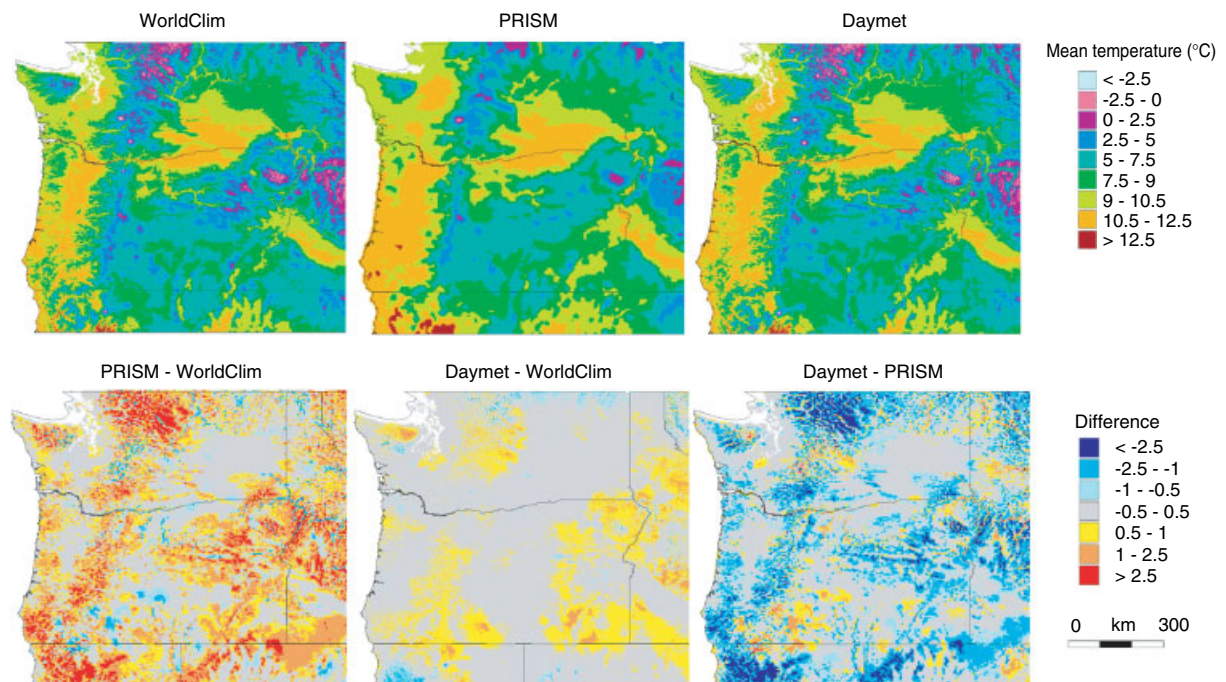 WorldClim
PRISM
Daymet
Mean temperature (°C)
< -2.5
-2.5 - 0
0 - 2.5
2.5 - 5
5 - 7.5
7.5 - 9
9 - 10.5
10.5 - 12.5
> 12.5
PRISM - WorldClim
Daymet - WorldClim
Daymet - PRISM
Difference
< -2.5
-2.5 - -1
-1 - -0.5
-0.5 - 0.5
0.5 - 1
1 - 2.5
> 2.5
0 km 300